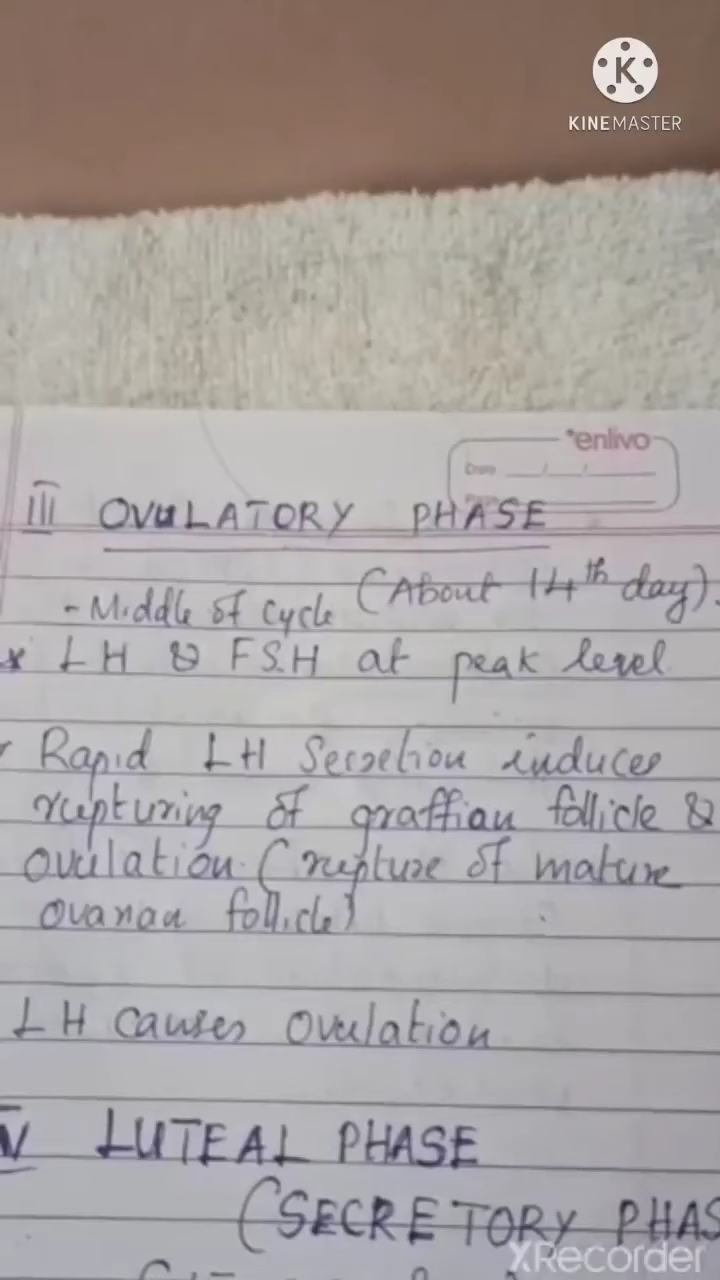 KINEMASTER
enlivo
Date
III OVULATORY PHASE
- Middle of cycle (About 14th day).
* LH & FSH at peak level
Rapid LH Secretion induces
rupturing of graffian follicle &
Ovulation. (rupture of mature
ovarian follicle)
LH causes Ovulation
IV LUTEAL PHASE
(SECRETORY PHAS
XRecorder